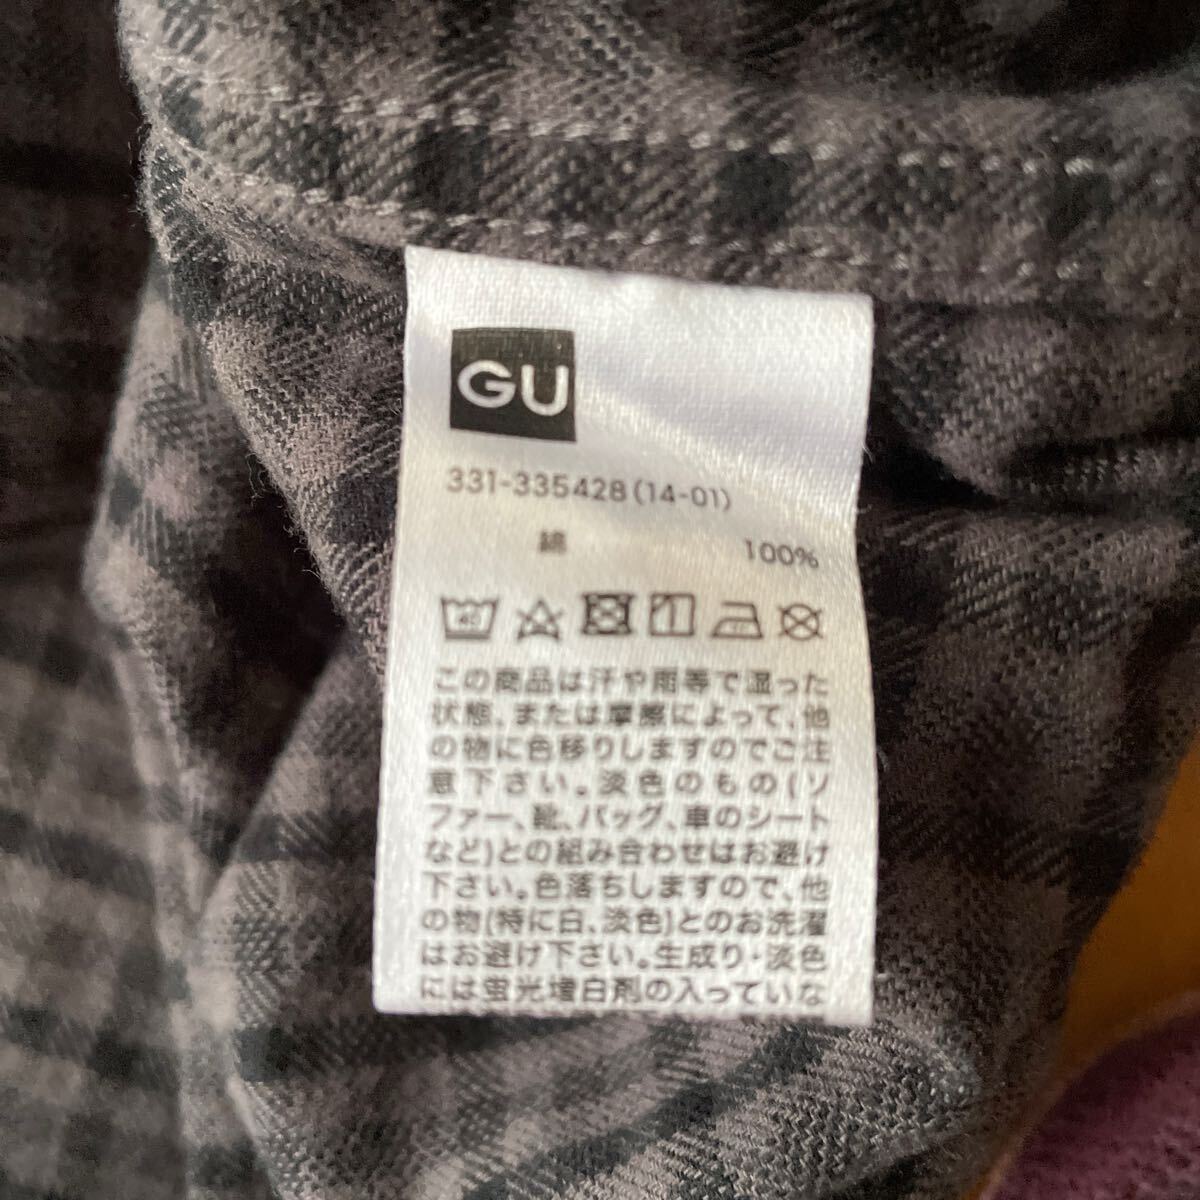 GU
331-335428(14-01)
綿 100%
40
この商品は汗や雨等で湿った
状態、または摩擦によって、他
の物に色移りしますのでご注
意下さい。淡色のもの(ソ
ファー、靴、バッグ、車のシート
など)との組み合わせはお避け
下さい。色落ちしますので、他
の物(特に白、淡色)とのお洗濯
はお避け下さい。生成り・淡色
には蛍光増白剤の入っていな